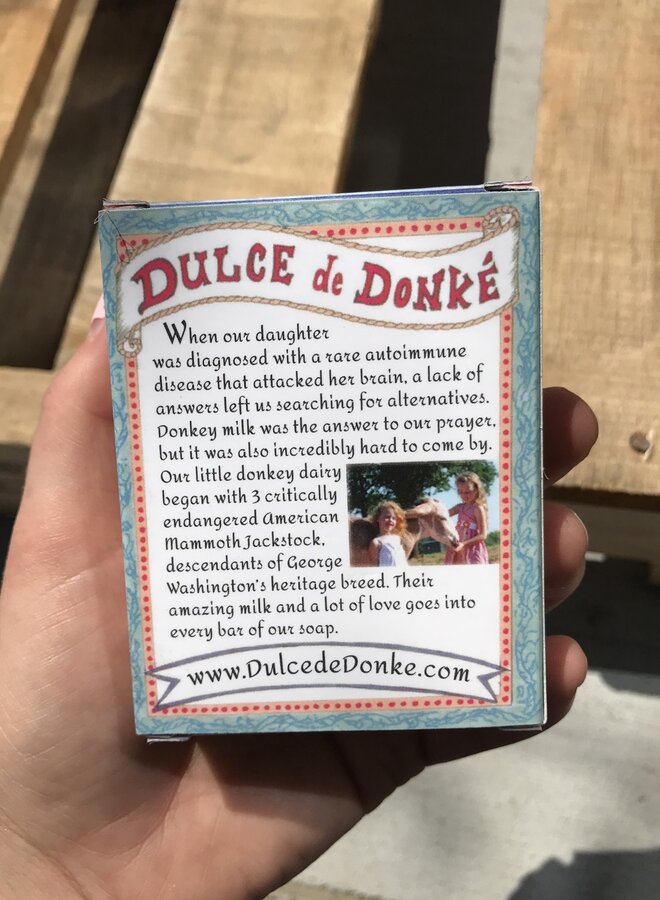 DULCE de DONKÉ
When our daughter
was diagnosed with a rare autoimmune
disease that attacked her brain, a lack of
answers left us searching for alternatives.
Donkey milk was the answer to our prayer,
but it was also incredibly hard to come by.
Our little donkey dairy
began with 3 critically
endangered American
Mammoth Jackstock,
descendants of George
Washington's heritage breed. Their
amazing milk and a lot of love goes into
every bar of our soap.
www.DulcedeDonke.com